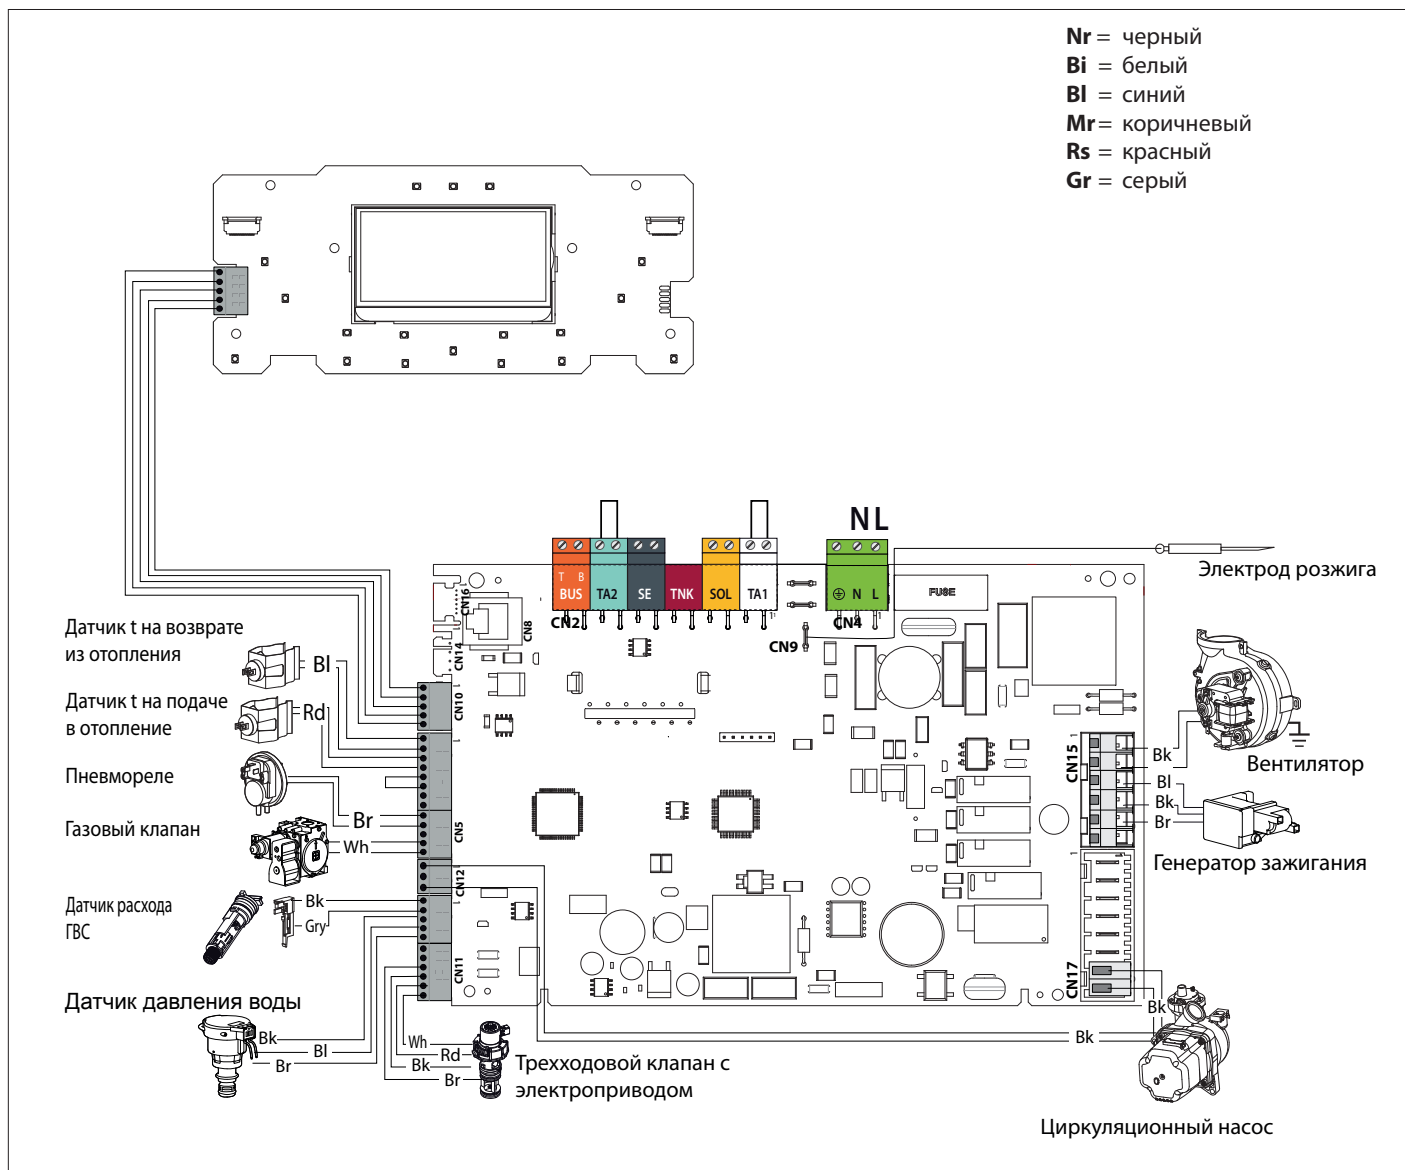 Nr = черный
Bi = белый
Bl = синий
Mr = коричневый
Rs = красный
Gr = серый
N L
T B
BUS
TA2
SE
TNK
SOL
TA1
N L
FUSE
CN2
CN4
CN9
CN16
CN8
CN14
CN10
CN5
CN12
CN11
CN15
CN17
Электрод розжига
Датчик t на возврате
из отопления
Bl
Датчик t на подаче
в отопление
Rd
Пневмореле
Br
Газовый клапан
Wh
Датчик расхода
ГВС
Bk
Gry
Bk
Вентилятор
Bl
Bk
Br
Генератор зажигания
Датчик давления воды
Bk
Bl
Br
Wh
Rd
Bk
Br
Трехходовой клапан с
электроприводом
Bk
Bk
Циркуляционный насос